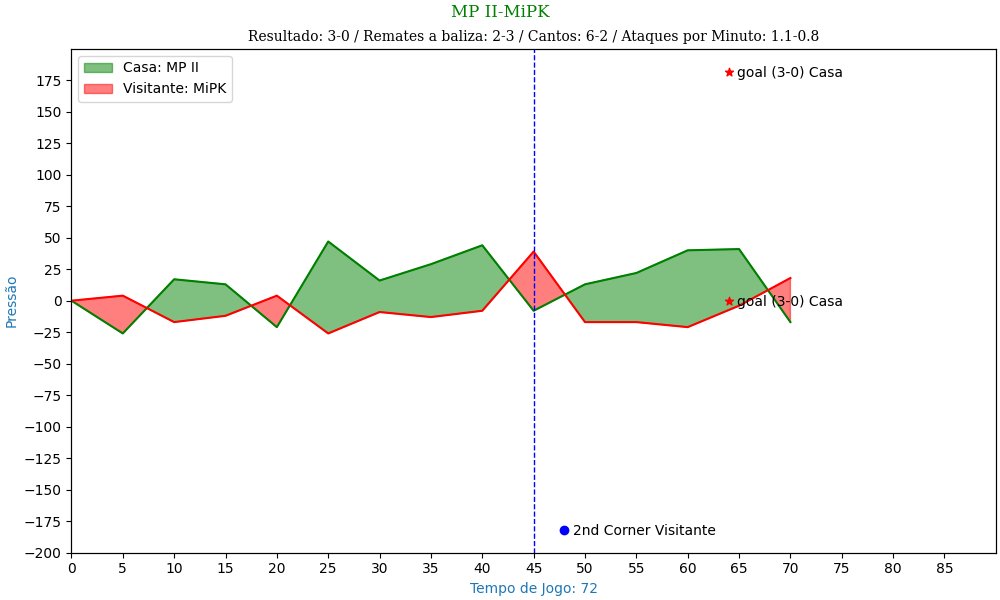 MP II-MiPK
Resultado: 3-0 / Remates a baliza: 2-3 / Cantos: 6-2 / Ataques por Minuto: 1.1-0.8
Casa: MP II
Visitante: MiPK
goal (3-0) Casa
goal (3-0) Casa
2nd Corner Visitante
Pressão
175
150
125
100
75
50
25
0
−25
−50
−75
−100
−125
−150
−175
−200
0 5 10 15 20 25 30 35 40 45 50 55 60 65 70 75 80 85
Tempo de Jogo: 72